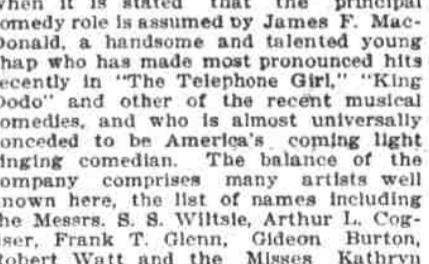 when it is stated that the principal
omedy role is assumed by James F. Mac-
Donald, a handsome and talented young
hap who has made most pronounced hits
ecently in "The Telephone Girl," "King
Dodo" and other of the recent musical
omedies, and who is almost universally
onceded to be America's coming light
inging comedian. The balance of the
ompany comprises many artists well
known here, the list of names including
the Messrs. S. S. Wiltsie, Arthur L. Cog-
iser, Frank T. Glenn, Gideon Burton,
Robert Watt and the Misses Kathryn